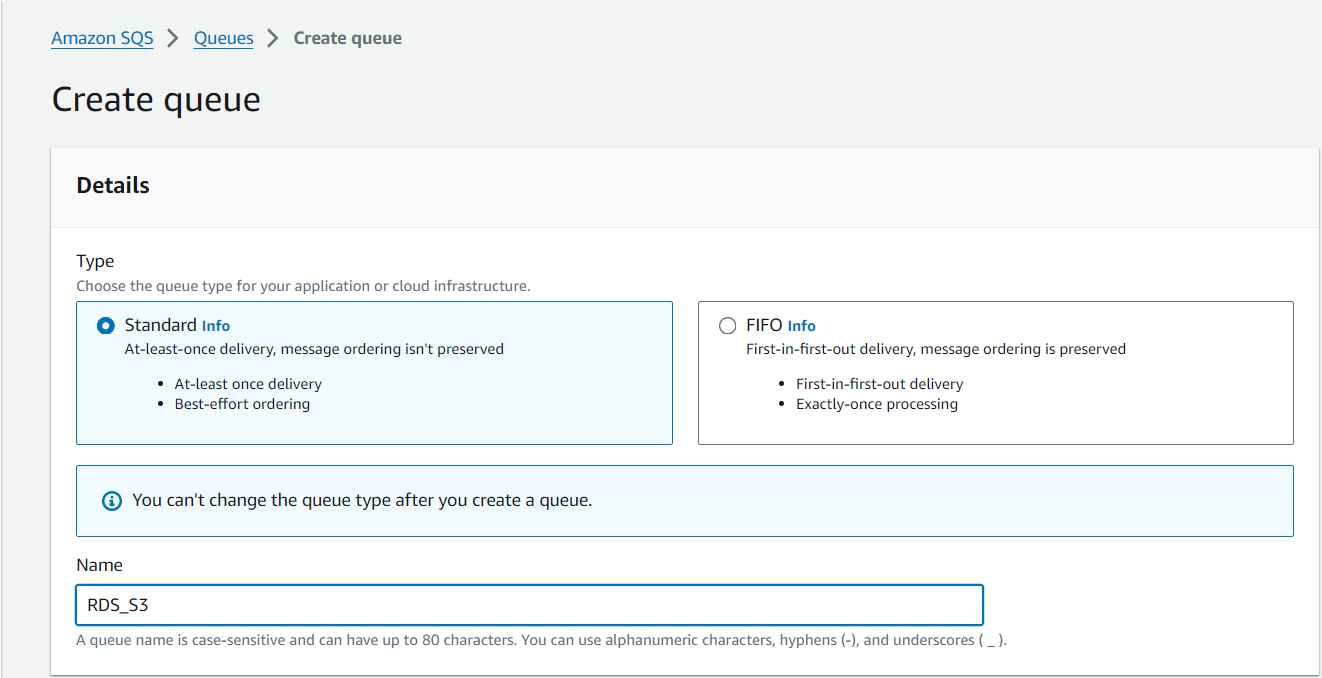 Amazon SQS > Queues > Create queue
Create queue
Details
Type
Choose the queue type for your application or cloud infrastructure.
Standard Info
At-least-once delivery, message ordering isn't preserved
• At-least once delivery
• Best-effort ordering
FIFO Info
First-in-first-out delivery, message ordering is preserved
• First-in-first-out delivery
• Exactly-once processing
You can't change the queue type after you create a queue.
Name
RDS_S3
A queue name is case-sensitive and can have up to 80 characters. You can use alphanumeric characters, hyphens (-), and underscores ( _ ).